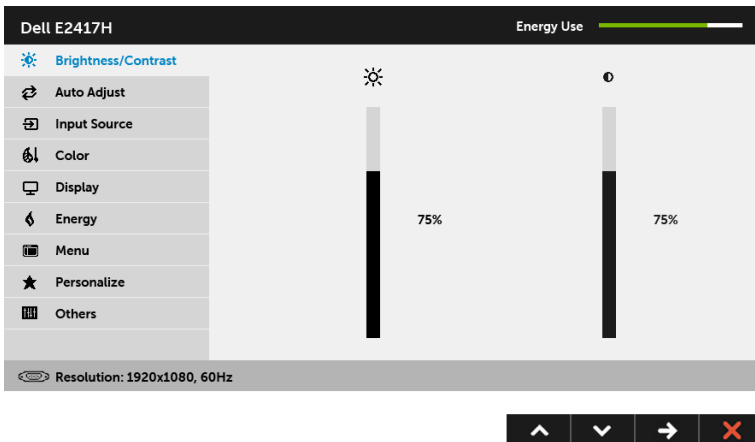 Dell E2417H
Energy Use
Brightness/Contrast
Auto Adjust
Input Source
Color
Display
Energy
Menu
Personalize
Others
75%
75%
Resolution: 1920x1080, 60Hz